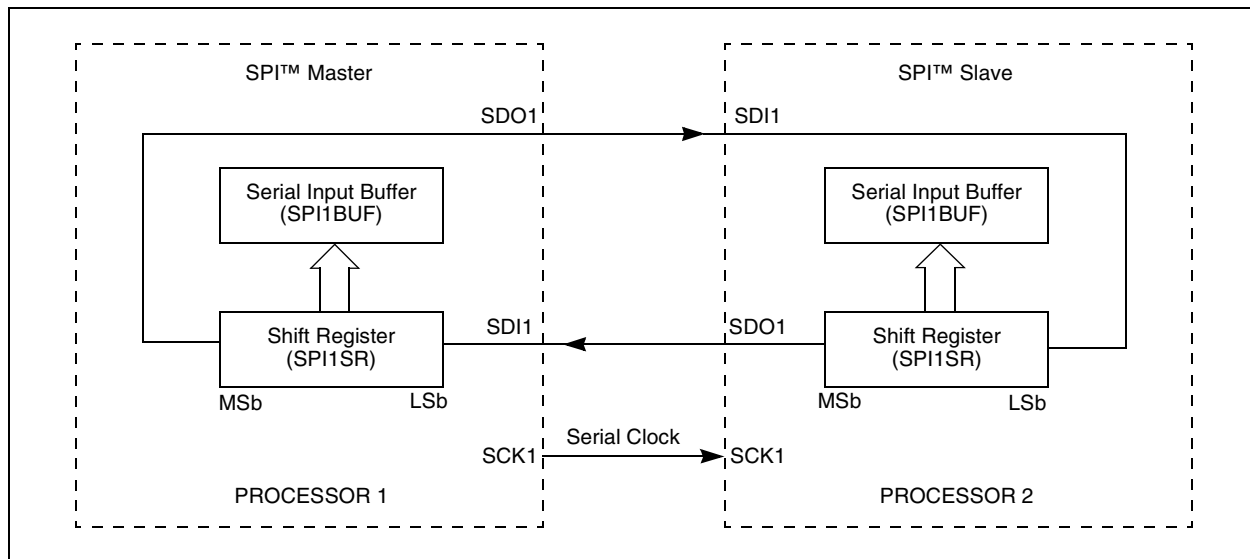 SPI™ Master
SDO1
Serial Input Buffer
(SPI1BUF)
Shift Register
(SPI1SR)
MSb
LSb
SDI1
SCK1
PROCESSOR 1
Serial Clock
SPI™ Slave
SDI1
Serial Input Buffer
(SPI1BUF)
SDO1
Shift Register
(SPI1SR)
MSb
LSb
SCK1
PROCESSOR 2